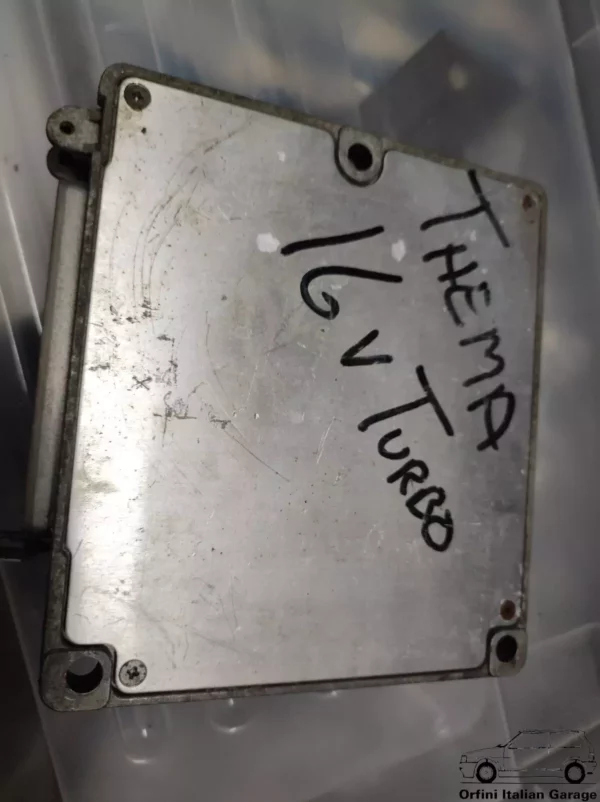 THEMA
16V TURBO
Orfini Italian Garage